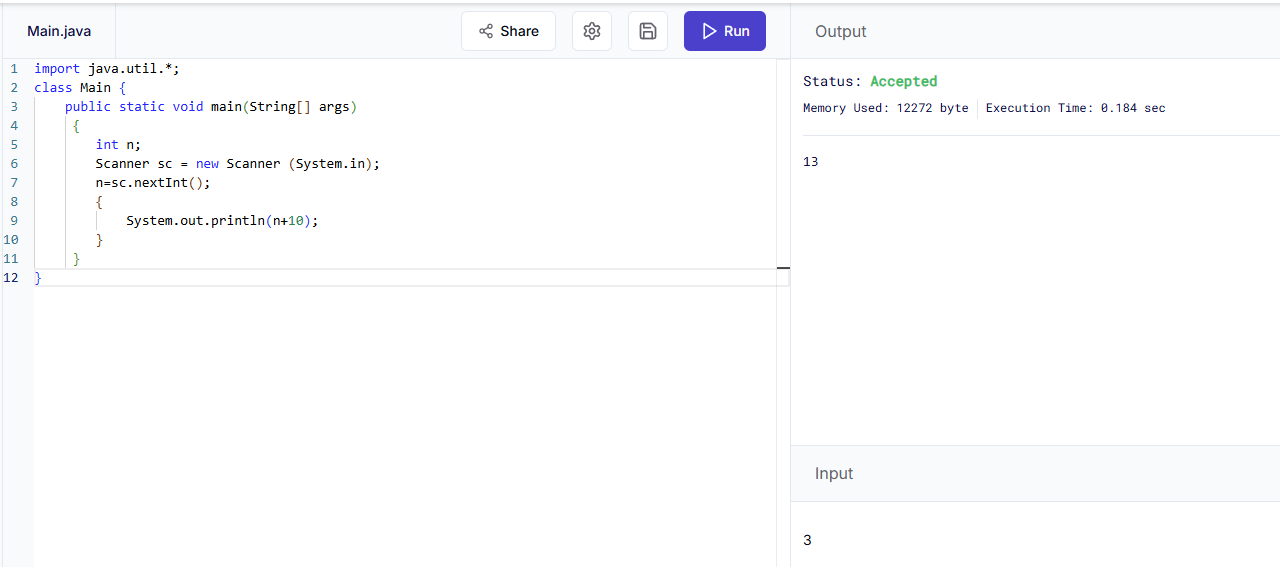 Main.java
Share
Run
1 import java.util.*;
2 class Main {
3     public static void main(String[] args)
4      {
5         int n;
6         Scanner sc = new Scanner (System.in);
7         n=sc.nextInt();
8         {
9             System.out.println(n+10);
10         }
11      }
12 }
Output
Status: Accepted
Memory Used: 12272 byte Execution Time: 0.184 sec
13
Input
3